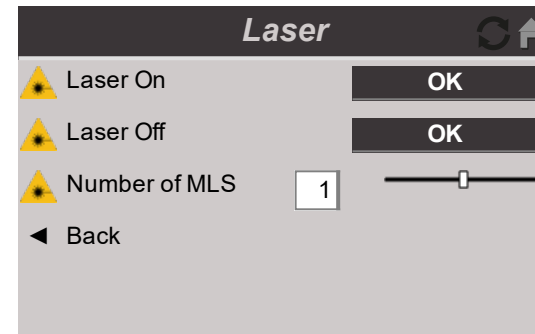 Laser
Laser On OK
Laser Off OK
Number of MLS 1
◄ Back